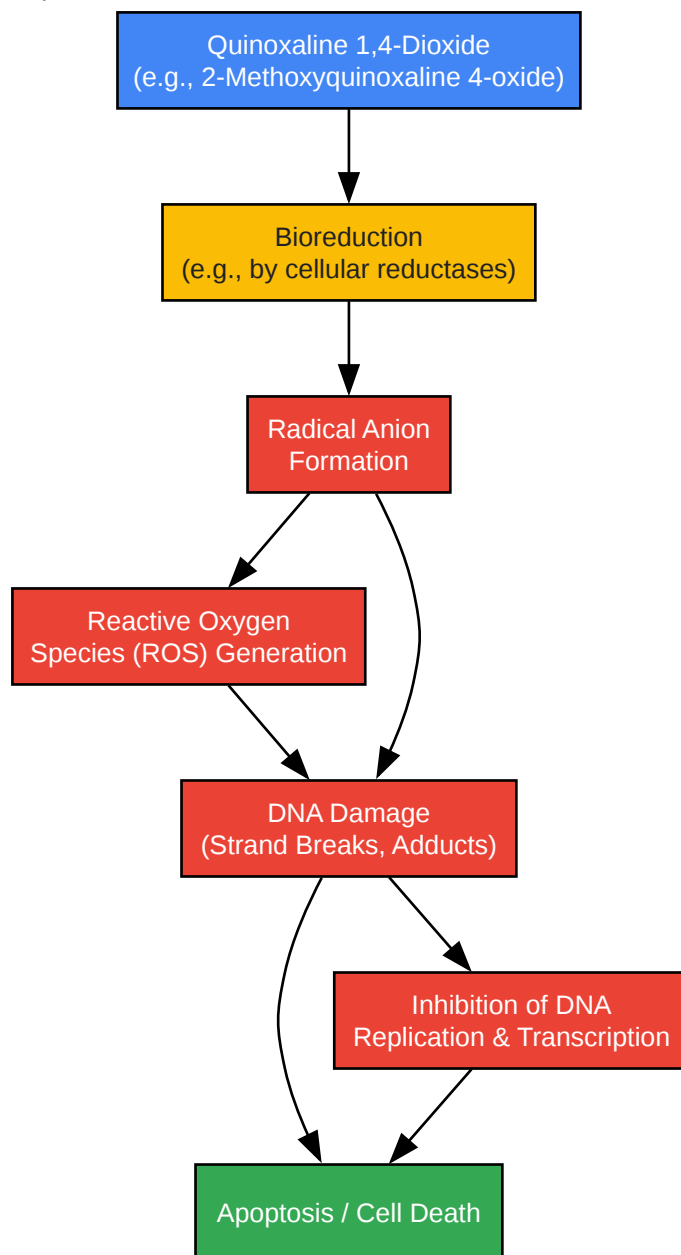 Quinoxaline 1,4-Dioxide
(e.g., 2-Methoxyquinoxaline 4-oxide)
Bioreduction
(e.g., by cellular reductases)
Radical Anion
Formation
Reactive Oxygen
Species (ROS) Generation
DNA Damage
(Strand Breaks, Adducts)
Inhibition of DNA
Replication & Transcription
Apoptosis / Cell Death